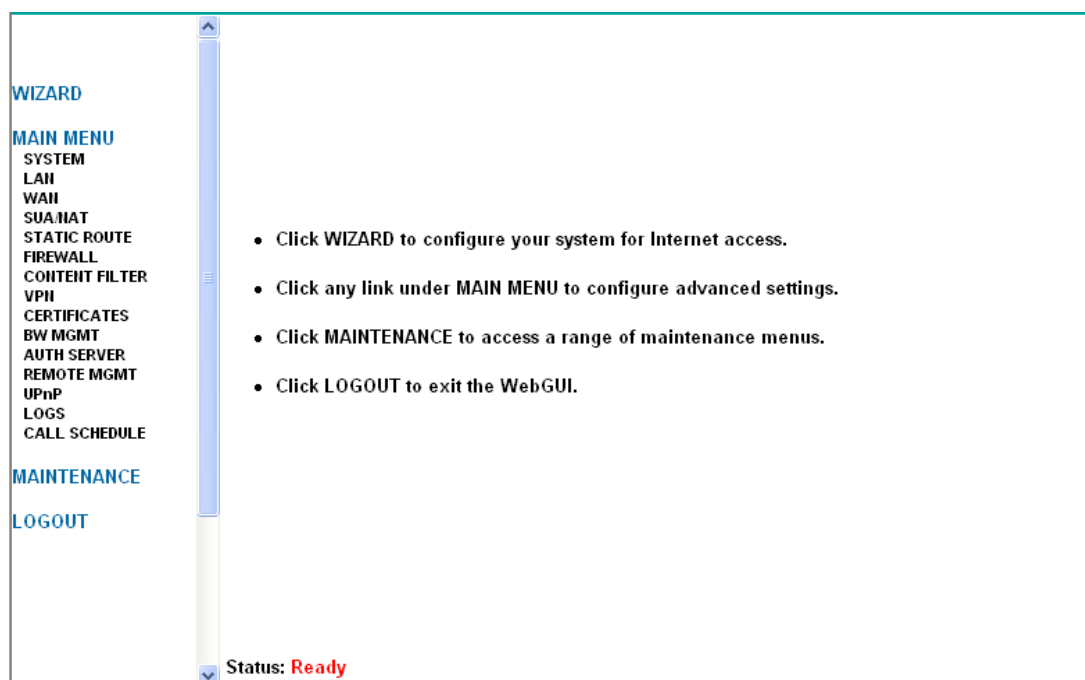 WIZARD
MAIN MENU
SYSTEM
LAN
WAN
SUA/NAT
STATIC ROUTE
FIREWALL
CONTENT FILTER
VPN
CERTIFICATES
BW MGMT
AUTH SERVER
REMOTE MGMT
UPnP
LOGS
CALL SCHEDULE
MAINTENANCE
LOGOUT
• Click WIZARD to configure your system for Internet access.
• Click any link under MAIN MENU to configure advanced settings.
• Click MAINTENANCE to access a range of maintenance menus.
• Click LOGOUT to exit the WebGUI.
Status: Ready